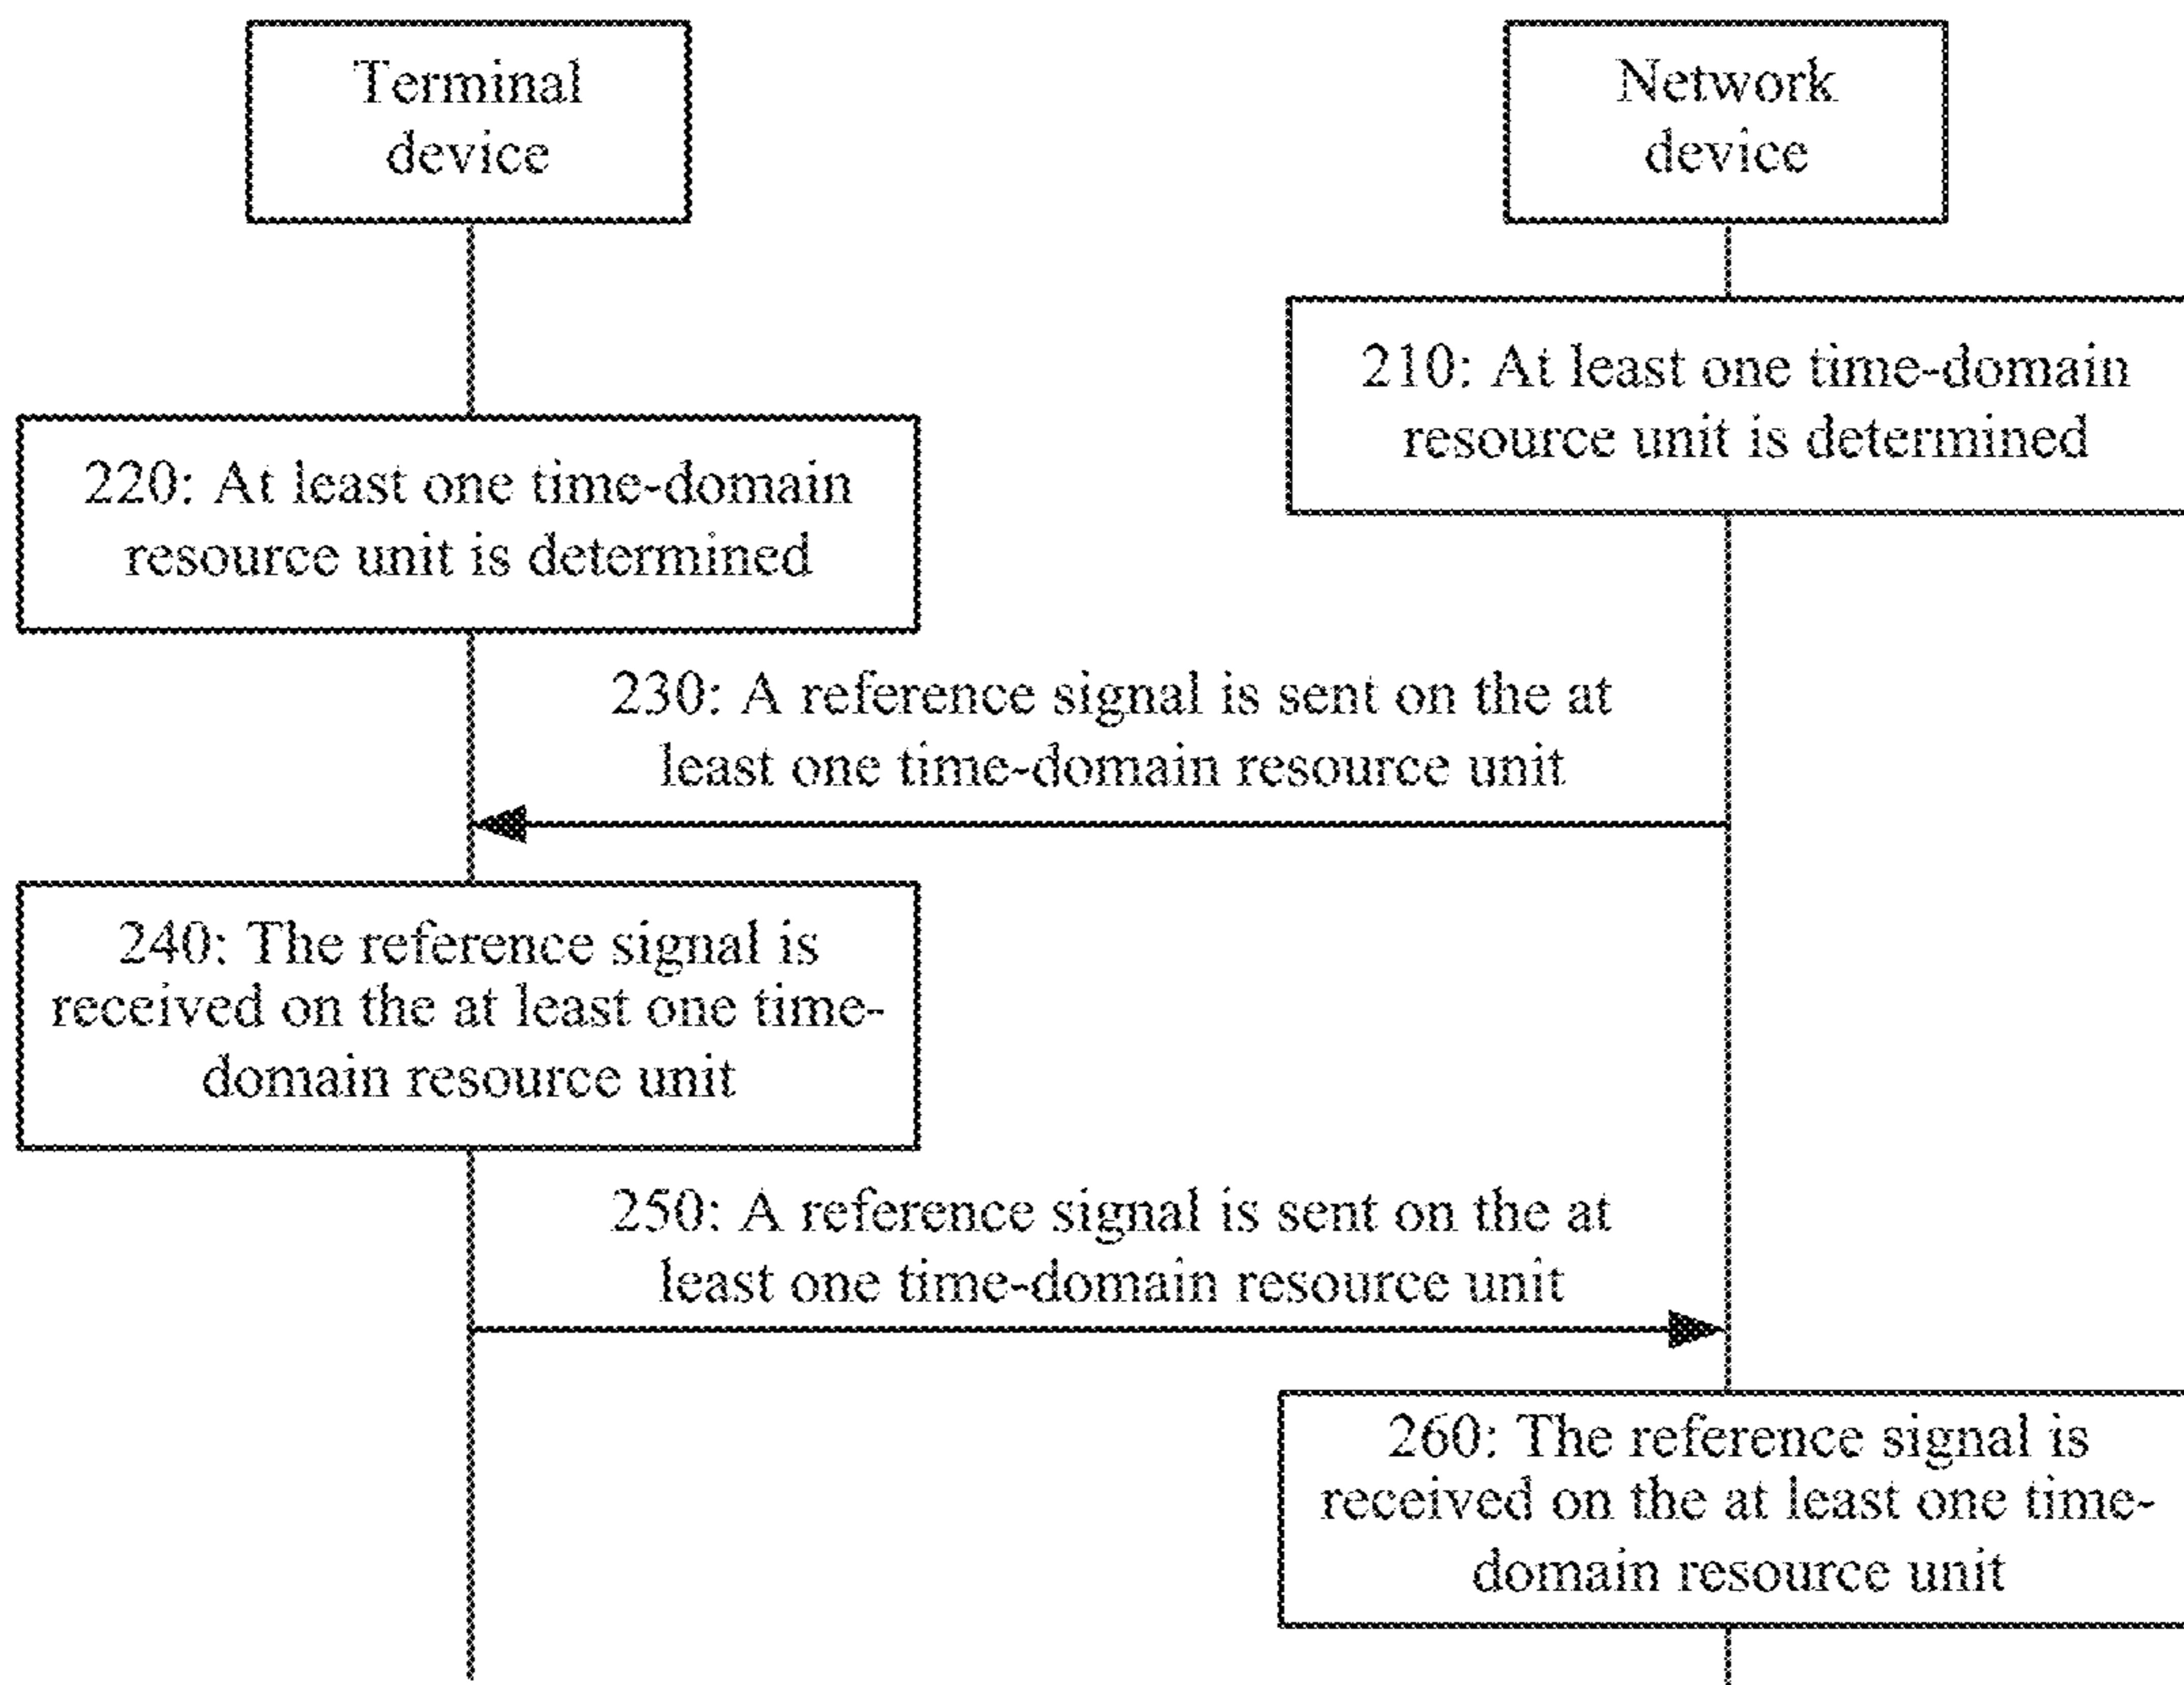 Terminal
device
Network
device
210: At least one time-domain
resource unit is determined
220: At least one time-domain
resource unit is determined
230: A reference signal is sent on the at
least one time-domain resource unit
240: The reference signal is
received on the at least one time-
domain resource unit
250: A reference signal is sent on the at
least one time-domain resource unit
260: The reference signal is
received on the at least one time-
domain resource unit